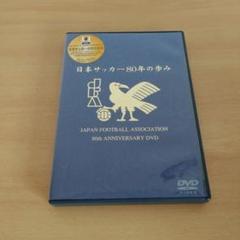 日本サッカー80年の歩み
JAPAN FOOTBALL ASSOCIATION
80th ANNIVERSARY DVD
DVD